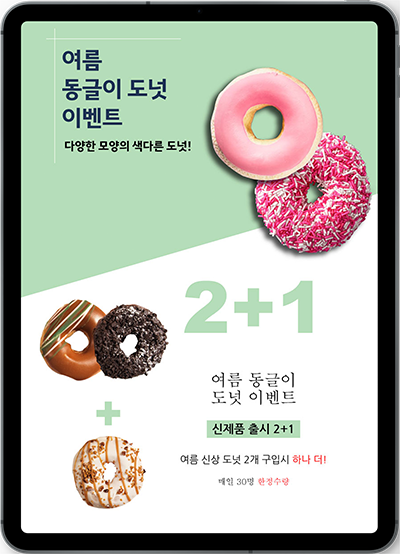 여름
동글이 도넛
이벤트
다양한 모양의 색다른 도넛!
2+1
+
여름 동글이
도넛 이벤트
신제품 출시 2+1
여름 신상 도넛 2개 구입시 하나 더!
매일 30명 한정수량